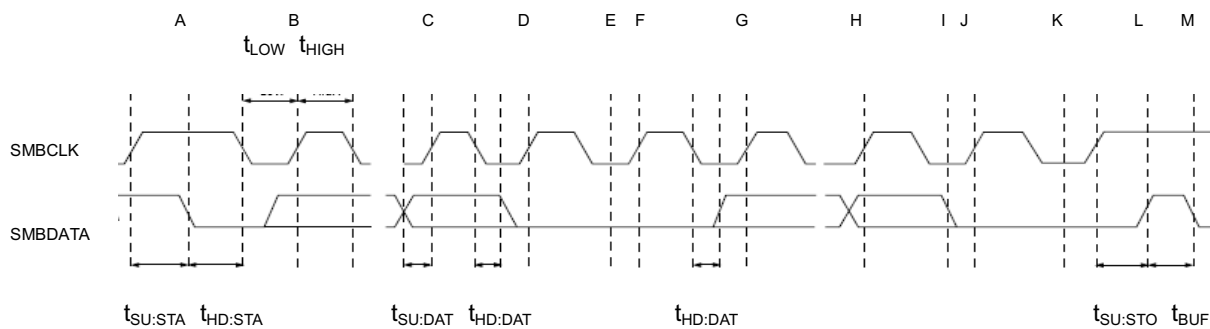 A B C D E F G H I J K L M
tLOW tHIGH
SMBCLK
SMBDATA
tSU:STA tHD:STA tSU:DAT tHD:DAT tHD:DAT tSU:STO tBUF